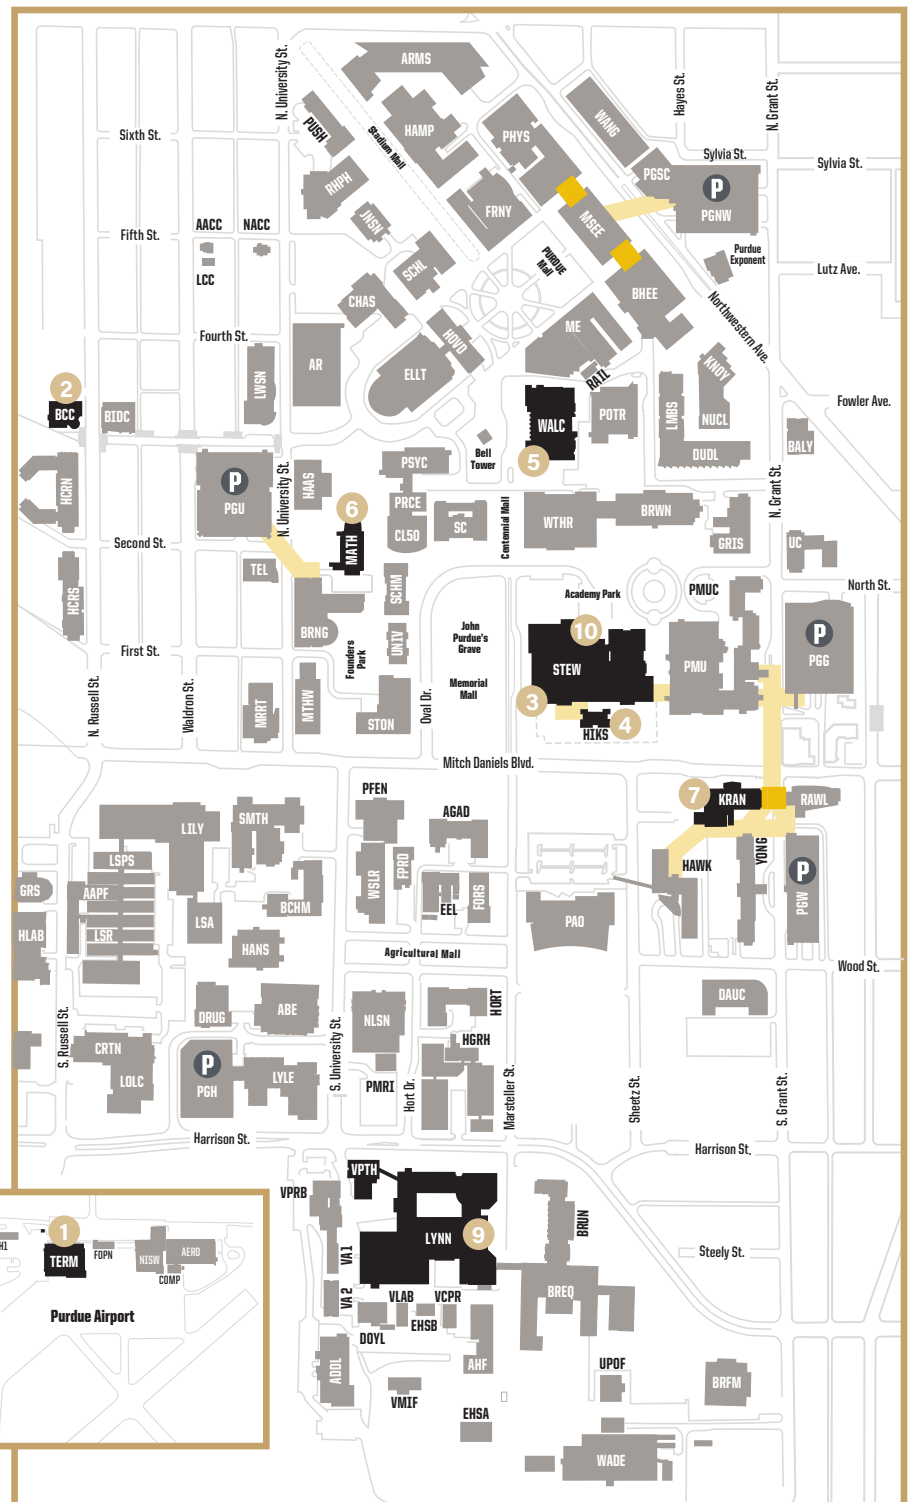 ARMS
N. University St.
Hayes St.
N. Grant St.
Sixth St.
PUSH
Stadium Mall
HAMP
PHYS
WANG
Sylvia St.
Sylvia St.
RHPH
PGSC
P
PGNW
FRNY
JNSN
MSEE
AACC
NACC
Fifth St.
LCC
SCHL
PURDUE
Mall
Purdue
Exponent
Lutz Ave.
CHAS
BHEE
Northwestern Ave.
Fourth St.
HOVD
ME
AR
LWSN
ELLT
RAIL
KNOY
2
BCC
BIDC
WALC
POTR
LMBS
NUCL
Fowler Ave.
Bell
Tower
5
DUDL
BALY
PSYC
P
PGU
N. University St.
HAAS
HCRN
N. Grant St.
6
PRCE
CL50
SC
Centennial Mall
WTHR
BRWN
GRIS
UC
MATH
Second St.
TEL
SCHM
HCRS
Academy Park
PMUC
North St.
BRNG
UNIV
John
Purdue's
Grave
10
STEW
PMU
P
PGG
First St.
Founders
Park
Memorial
Mall
N. Russell St.
Waldron St.
MRRT
MTHW
STON
Oval Dr.
3
4
HIKS
Mitch Daniels Blvd.
PFEN
7
KRAN
RAWL
LILY
SMTH
AGAD
LSPS
YONG
HAWK
GRS
AAPF
WSLR
FPRD
P
PGW
BCHM
EEL
FORS
HLAB
LSR
LSA
PAO
HANS
Agricultural Mall
Wood St.
DAUC
S. Russell St.
DRUG
ABE
NLSN
HORT
CRTN
LOLC
P
PGH
LYLE
S. University St.
PMRI
HGRH
Hort Dr.
Marsteller St.
Sheetz St.
S. Grant St.
Harrison St.
Harrison St.
VPTH
VPRB
LYNN
9
BRUN
1
TERM
FOPN
NISW
AERO
COMP
H1
VA1
Steely St.
Purdue Airport
VA 2
VLAB
VCPR
BREQ
DOYL
EHSB
ADDL
AHF
UPOF
BRFM
VMIF
EHSA
WADE